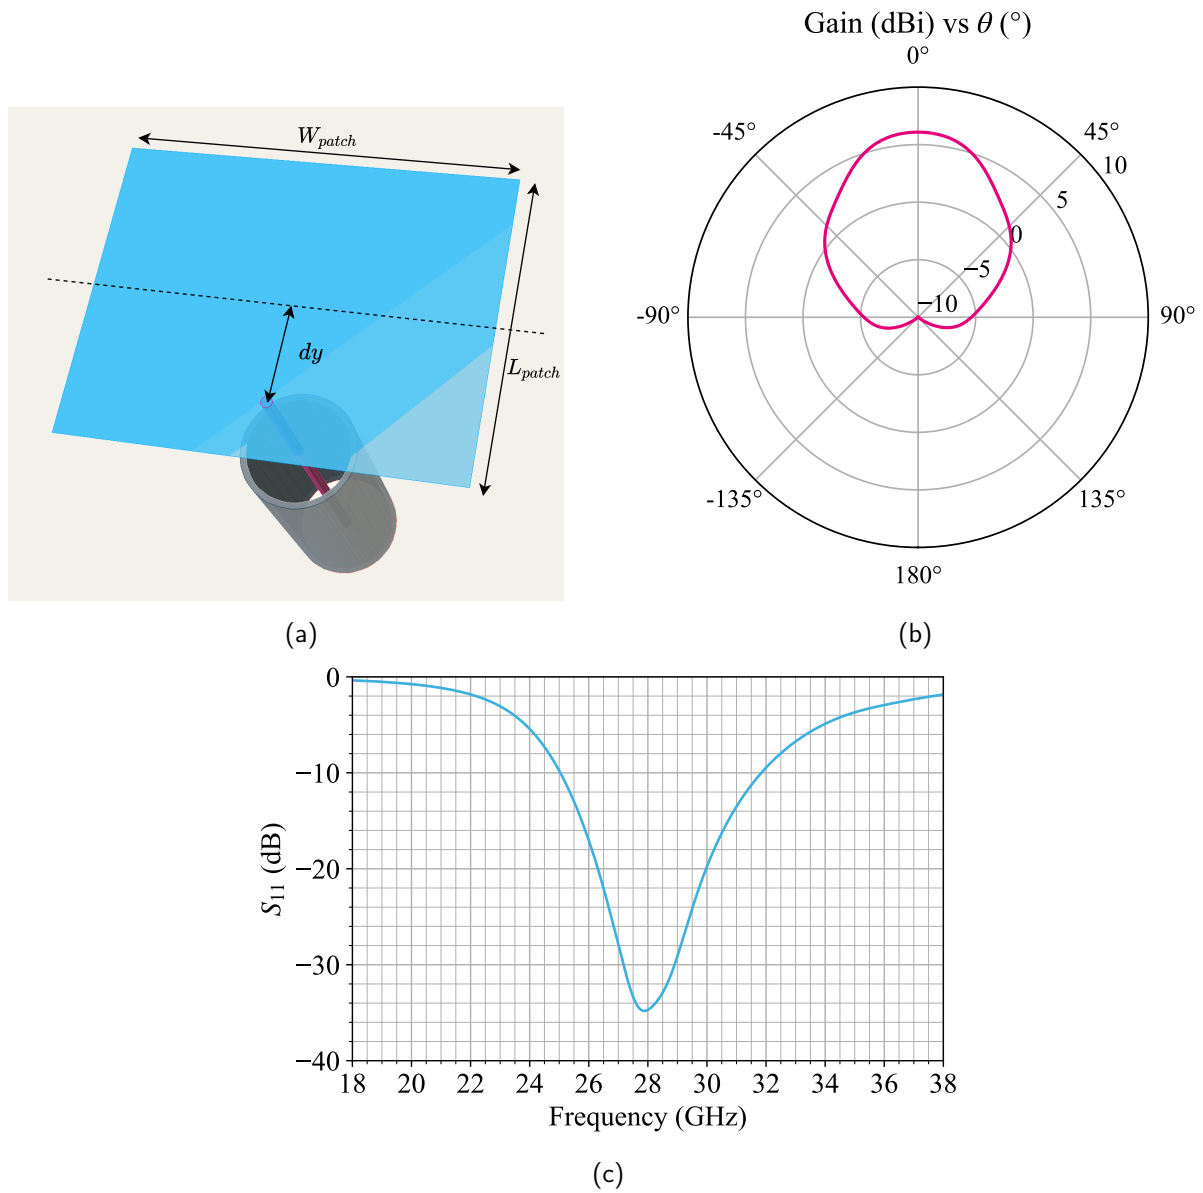 Gain (dBi) vs θ (°)
0°
-45°
45°
10
5
0
−5
−10
-90°
90°
-135°
135°
180°
W_patch
dy
L_patch
(a)
(b)
0
−10
−20
−30
−40
S₁₁ (dB)
18 20 22 24 26 28 30 32 34 36 38
Frequency (GHz)
(c)